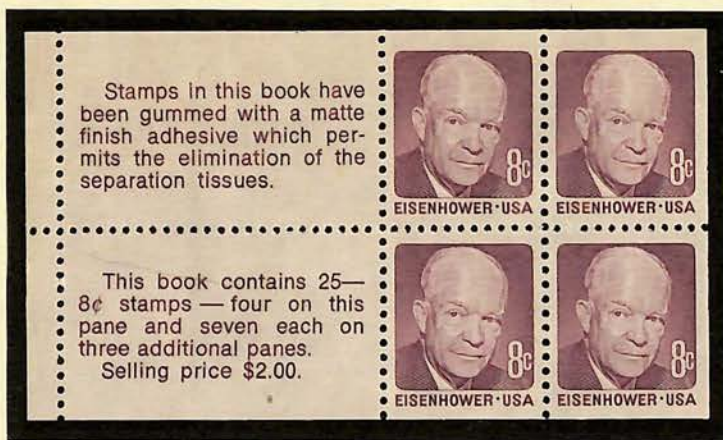 Stamps in this book have
been gummed with a matte
finish adhesive which per-
mits the elimination of the
separation tissues.
This book contains 25—
8¢ stamps — four on this
pane and seven each on
three additional panes.
Selling price $2.00.
8c
EISENHOWER·USA
8c
EISENHOWER·USA
8c
EISENHOWER·USA
8c
EISENHOWER·USA